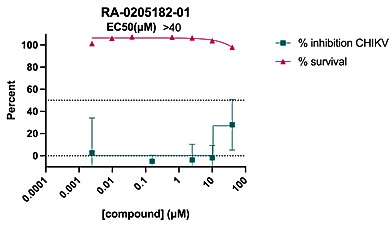 RA-0205182-01
EC50(µM) >40
% inhibition CHIKV
% survival
Percent
100
80
60
40
20
0
0.0001
0.001
0.01
0.1
1
10
100
[compound] (µM)